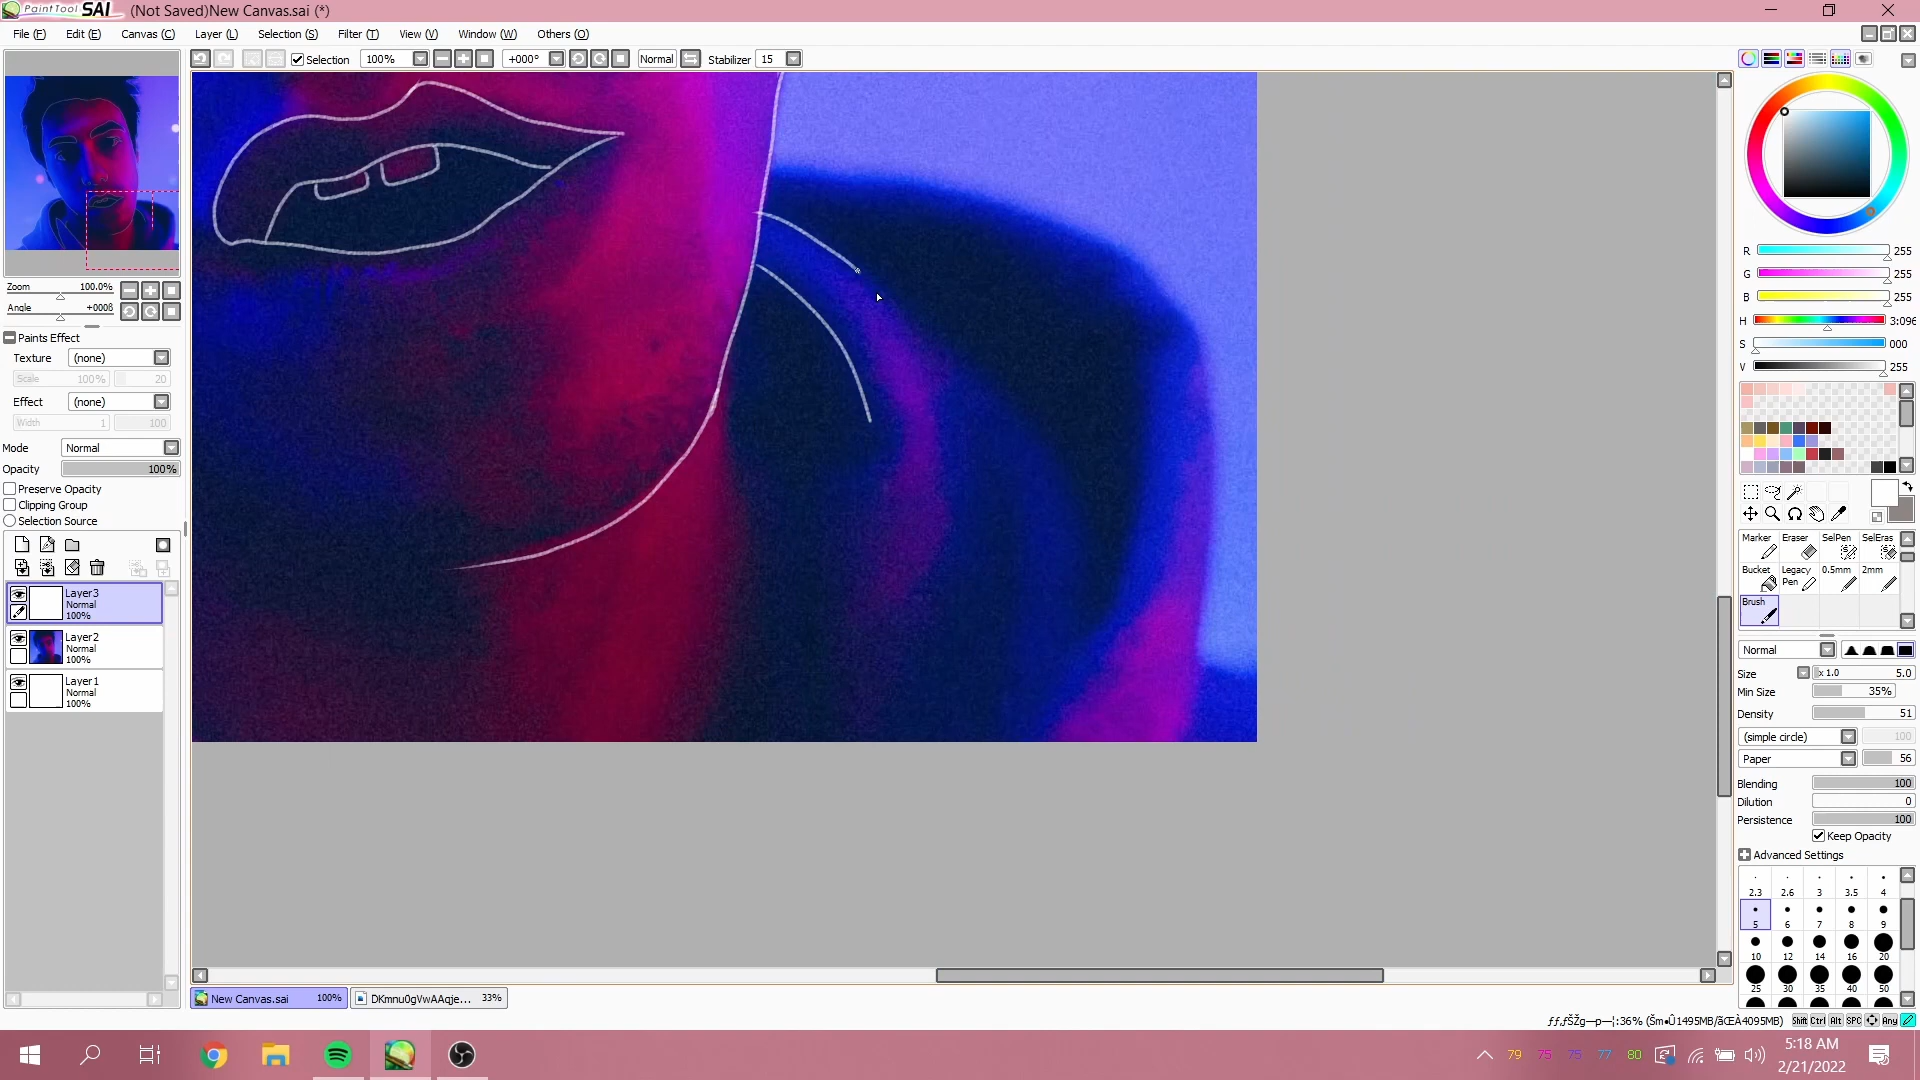 PaintTool SAI (Not Saved)New Canvas.sai (*)
File (F) Edit (E) Canvas (C) Layer (L) Selection (S) Filter (T) View (V) Window (W) Others (O)
Selection 100% +000° Normal Stabilizer 15
Zoom 100.0%
Angle +000ß
Paints Effect
Texture (none)
Scale 100% 20
Effect (none)
Width 1 100
Mode Normal
Opacity 100%
Preserve Opacity
Clipping Group
Selection Source
Layer3
Normal
100%
Layer2
Normal
100%
Layer1
Normal
100%
R 255
G 255
B 255
H 3:096
S 000
V 255
Marker Eraser SelPen SelEras
Bucket Legacy Pen 0.5mm 2mm
Brush
Normal
Size x 1.0 5.0
Min Size 35%
Density 51
(simple circle) 100
Paper 56
Blending 100
Dilution 0
Persistence 100
Keep Opacity
Advanced Settings
2.3 2.6 3 3.5 4
5 6 7 8 9
10 12 14 16 20
25 30 35 40 50
New Canvas.sai 100% DKmnu0gVwAAqje... 33%
Shift Ctrl Alt SPC Any
79 75 75 77 80
5:18 AM
2/21/2022